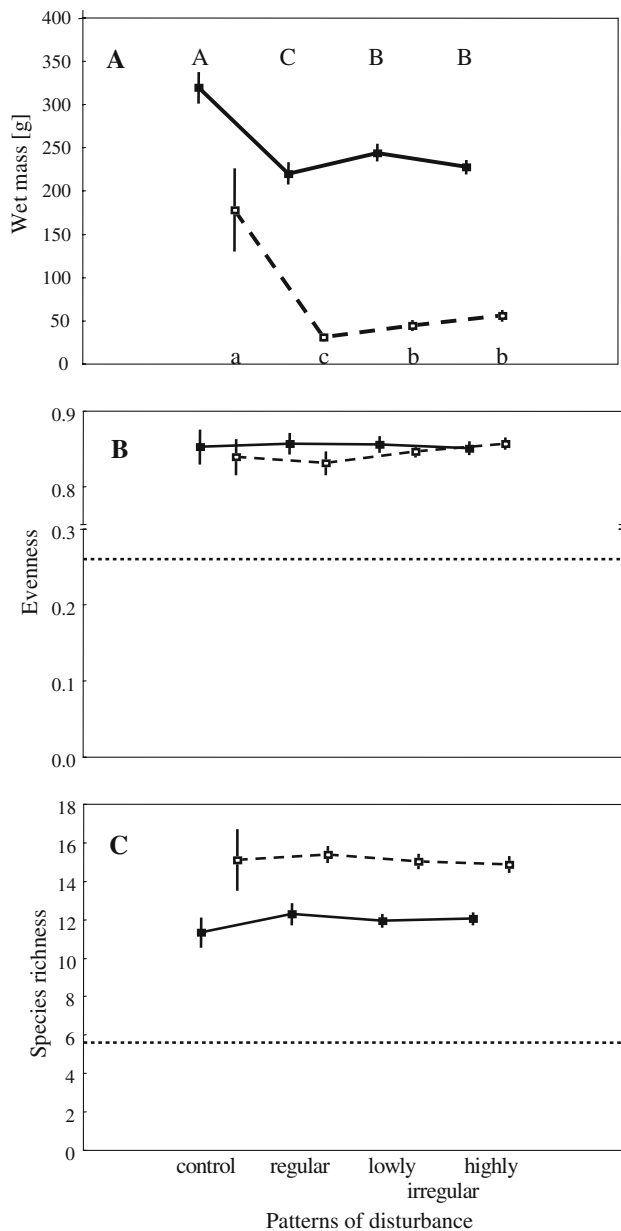 400
A A C B B
350
300
250
200
150
100
50
0
a c b b
Wet mass [g]
0.9
B
0.8
0.3
0.2
0.1
0.0
Evenness
18
C
16
14
12
10
8
6
4
2
0
Species richness
control regular lowly highly
irregular
Patterns of disturbance